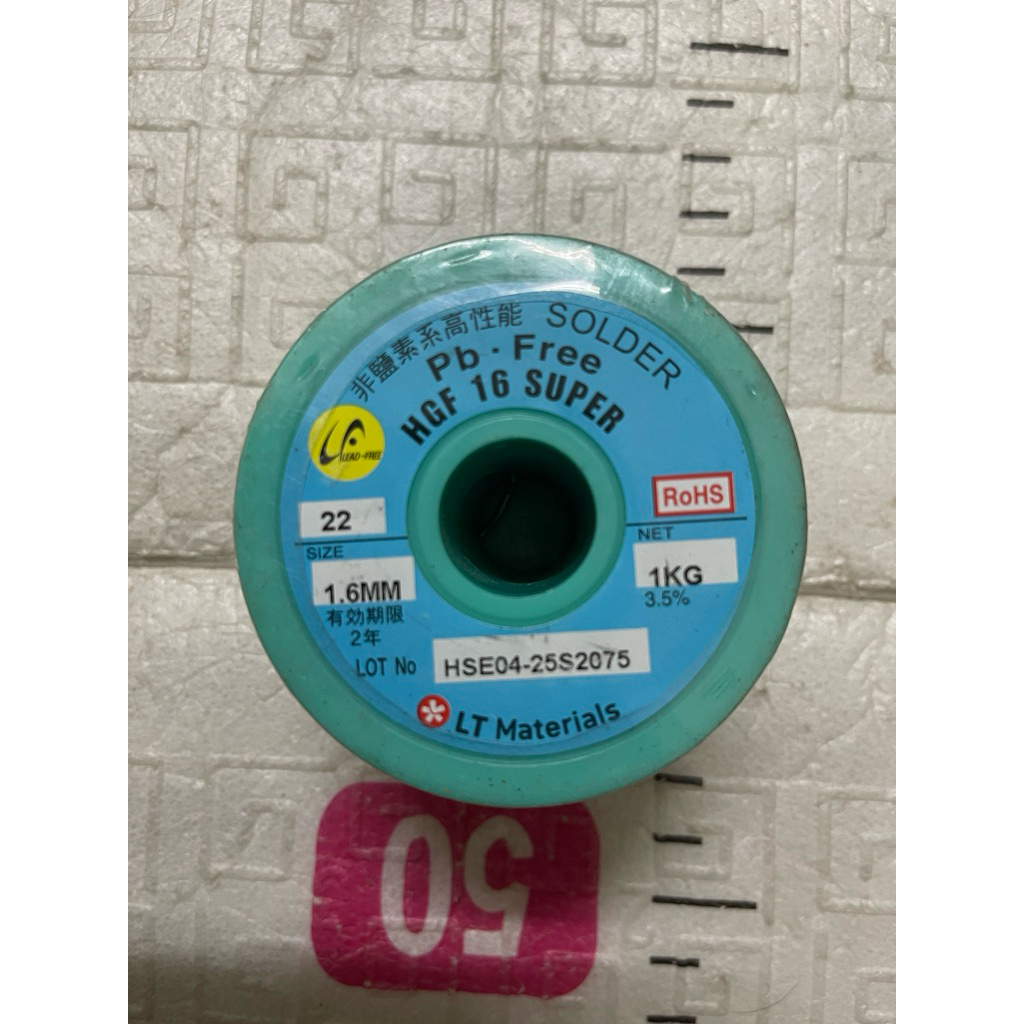 非鹽素系高性能 SOLDER
Pb・Free
HGF 16 SUPER
LEAD-FREE
RoHS
22
SIZE
1.6MM
有効期限
2年
NET
1KG
3.5%
LOT No HSE04-25S2075
LT Materials
50